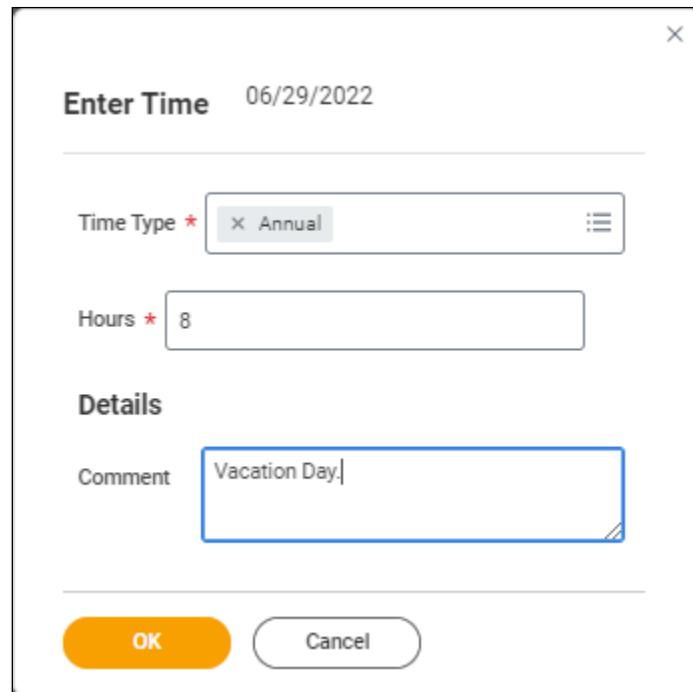 Enter Time 06/29/2022
Time Type * × Annual
Hours * 8
Details
Comment Vacation Day.
OK Cancel